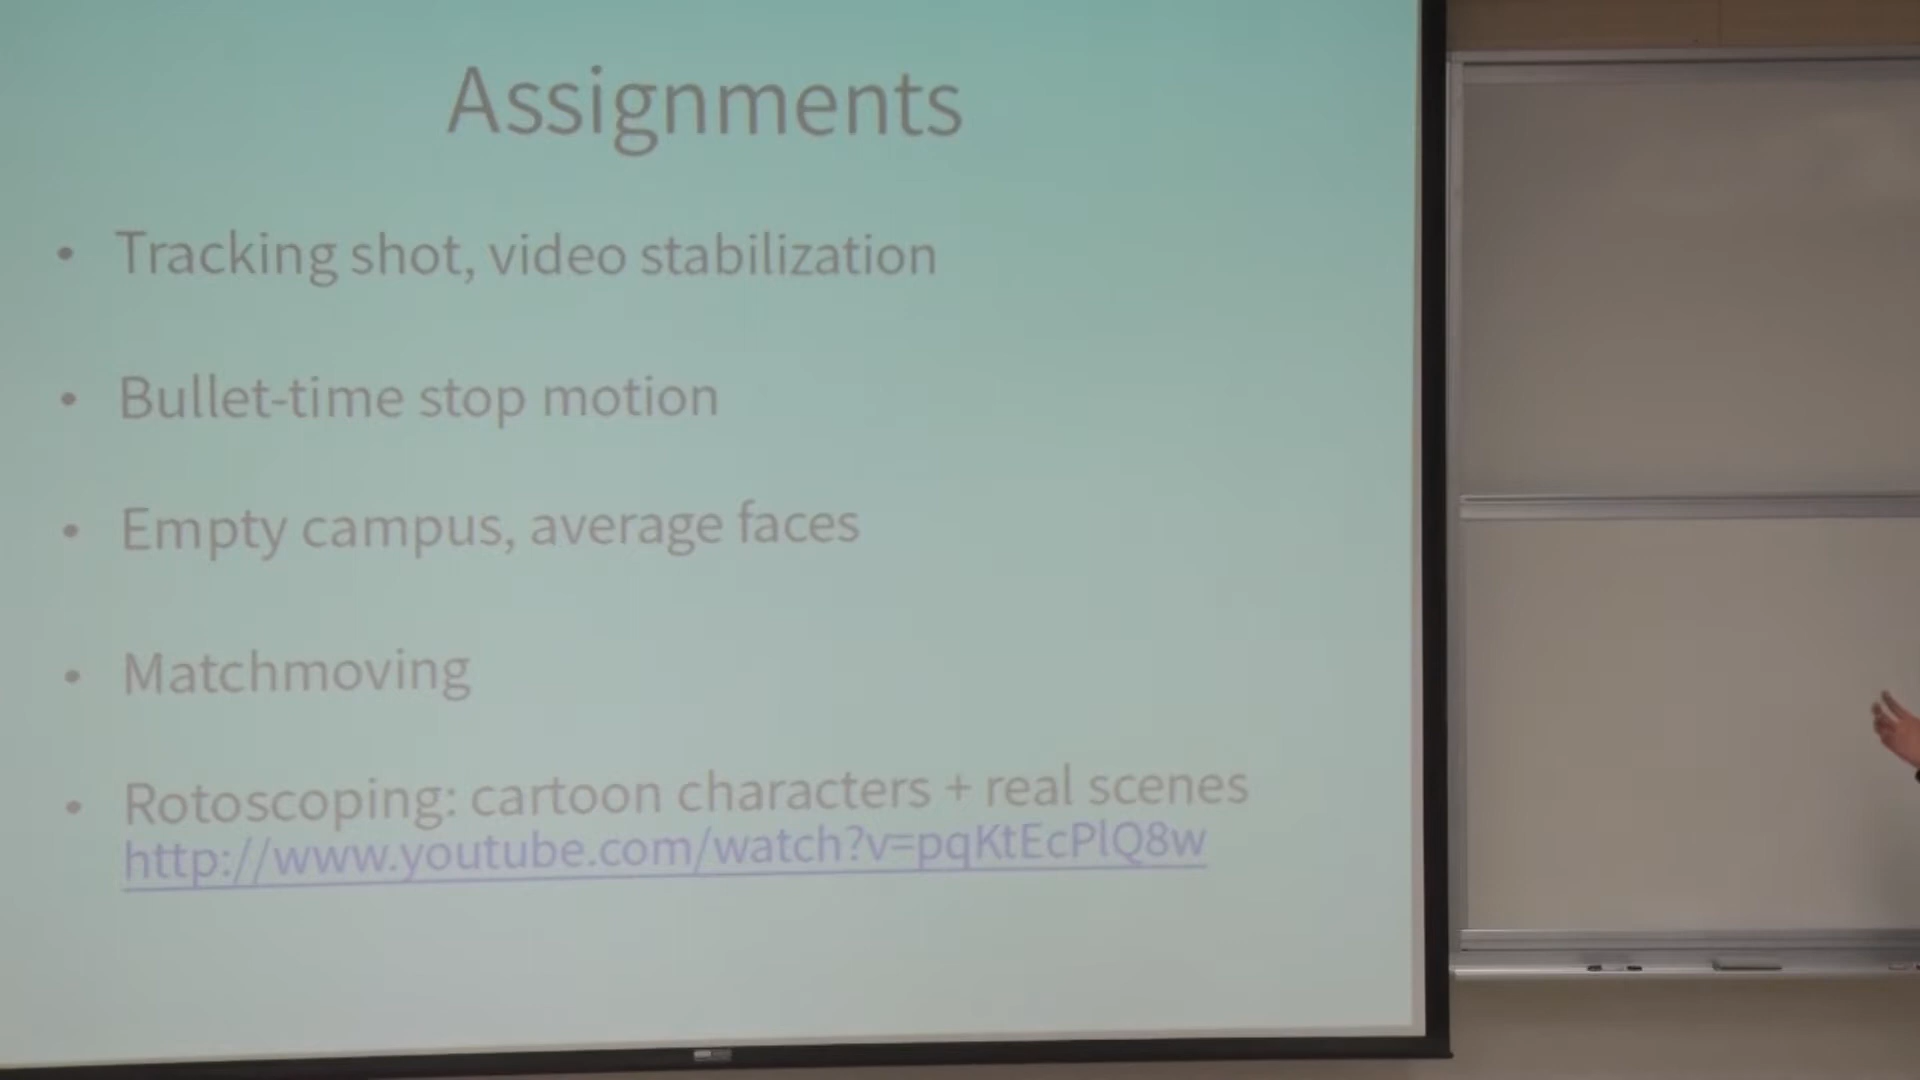 Assignments
• Tracking shot, video stabilization
• Bullet-time stop motion
• Empty campus, average faces
• Matchmoving
• Rotoscoping: cartoon characters + real scenes
http://www.youtube.com/watch?v=pqKtEcPlQ8w